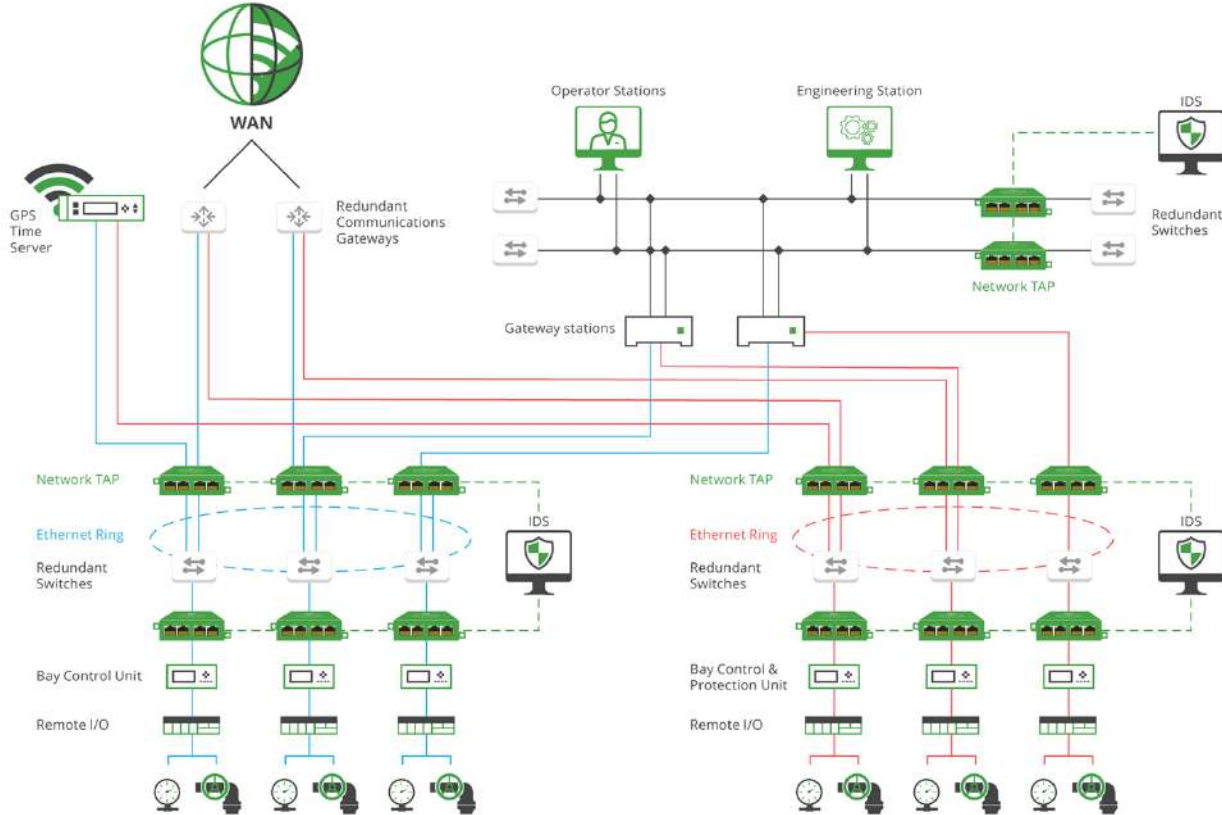 WAN
Operator Stations
Engineering Station
IDS
GPS
Time
Server
Redundant
Communications
Gateways
Redundant
Switches
Network TAP
Gateway stations
Network TAP
Ethernet Ring
IDS
Redundant
Switches
Bay Control Unit
Remote I/O
Network TAP
Ethernet Ring
IDS
Redundant
Switches
Bay Control &
Protection Unit
Remote I/O